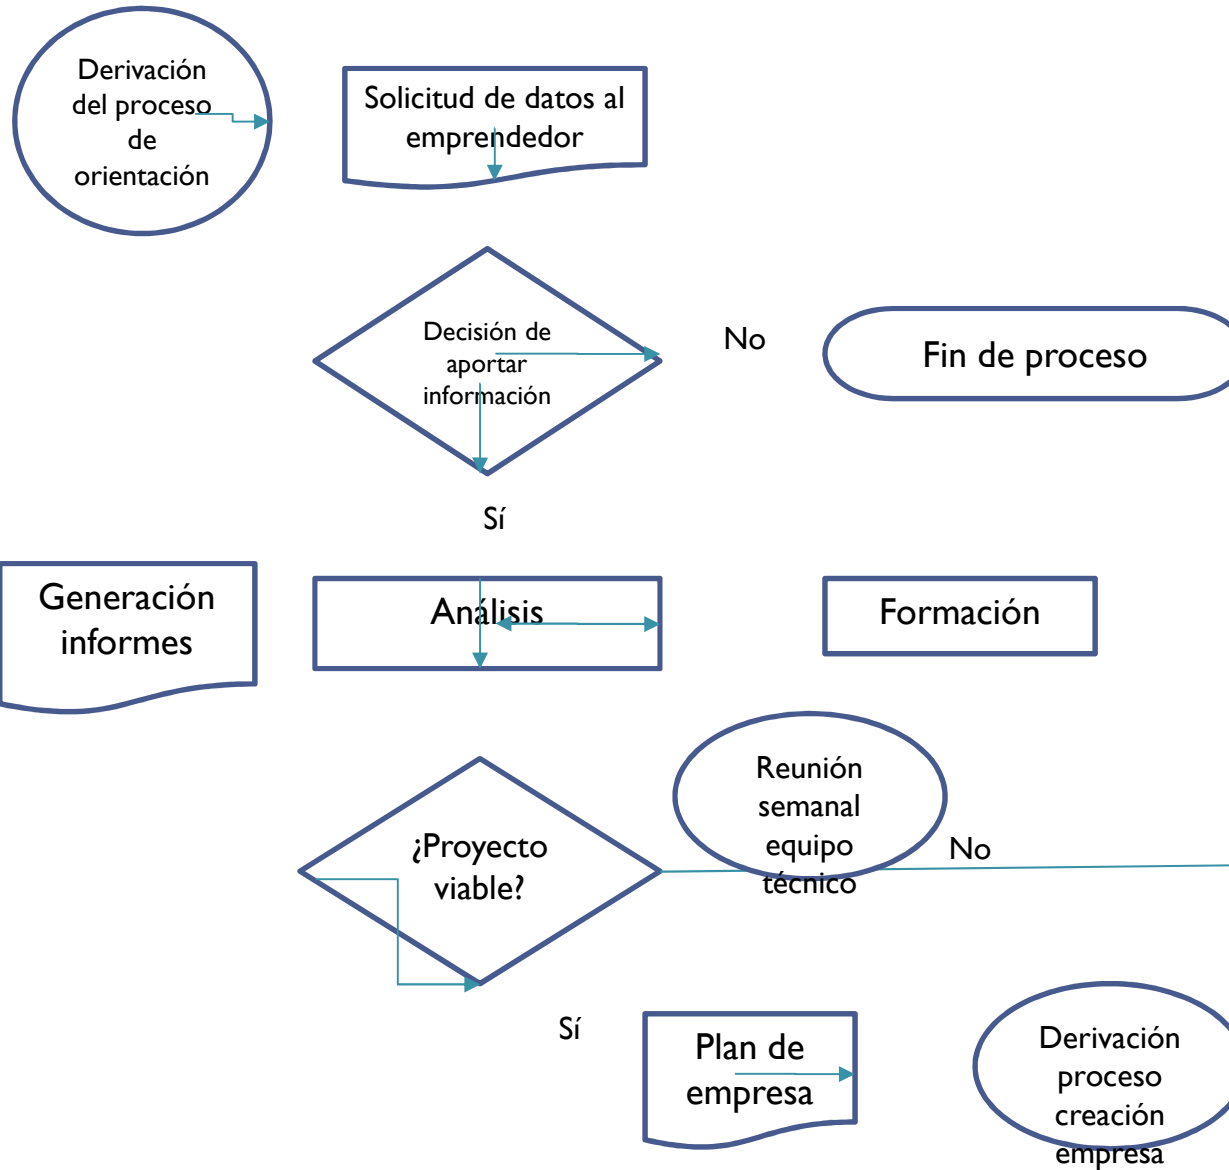 Derivación
del proceso
de
orientación
Solicitud de datos al
emprendedor
Decisión de
aportar
información
No
Fin de proceso
Sí
Generación
informes
Análisis
Formación
¿Proyecto
viable?
Reunión
semanal
equipo
técnico
No
Sí
Plan de
empresa
Derivación
proceso
creación
empresa